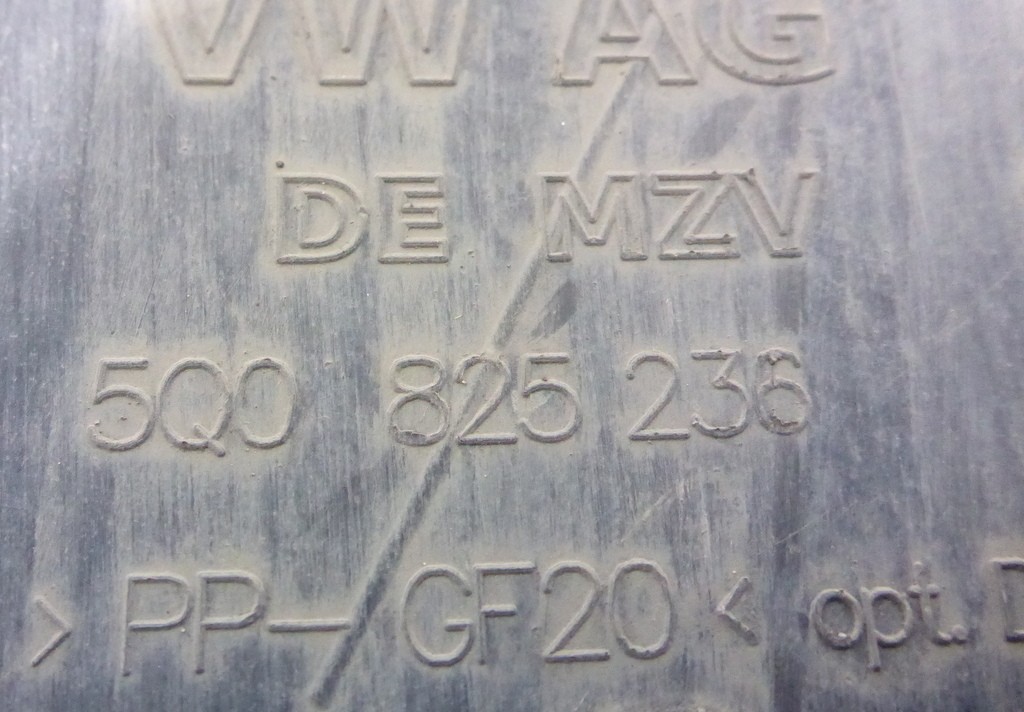 VW AG
DE MZV
5Q0 825 236
> PP-GF20 < opt.